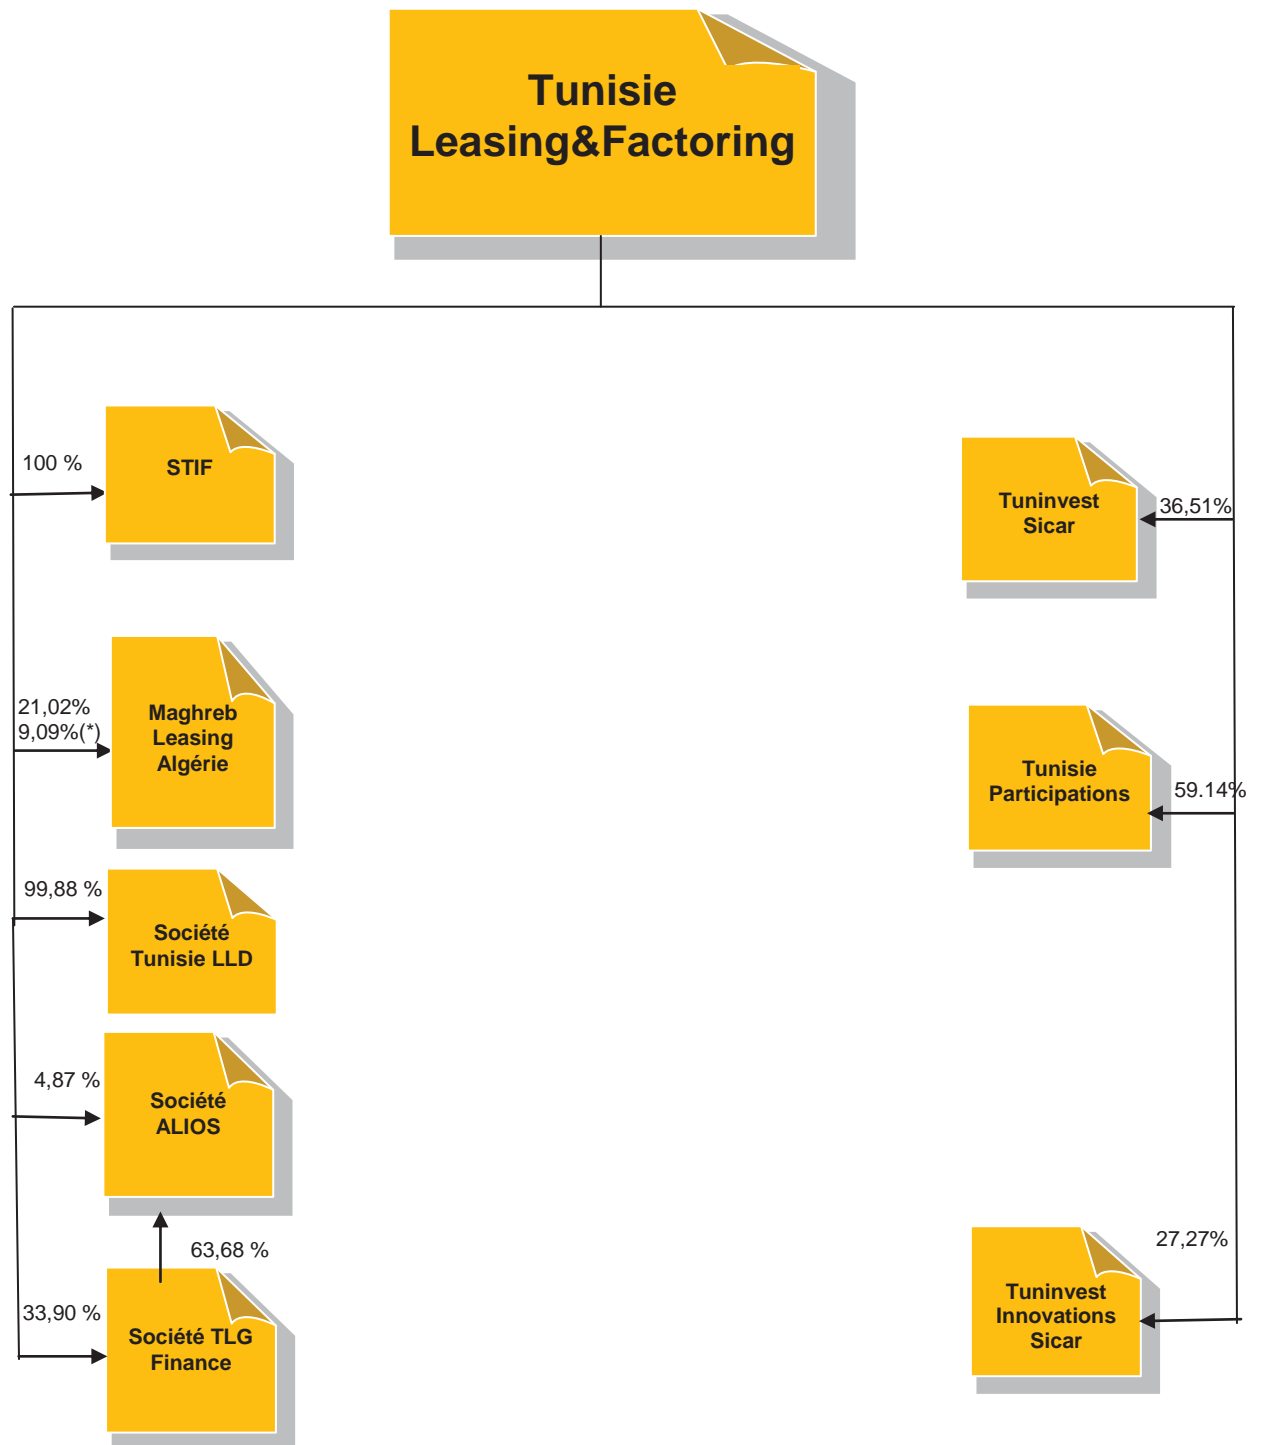 Tunisie
Leasing&Factoring
100 %
STIF
Tuninvest
Sicar
36,51%
21,02%
9,09%(*)
Maghreb
Leasing
Algérie
Tunisie
Participations
59.14%
99,88 %
Société
Tunisie LLD
4,87 %
Société
ALIOS
63,68 %
33,90 %
Société TLG
Finance
27,27%
Tuninvest
Innovations
Sicar